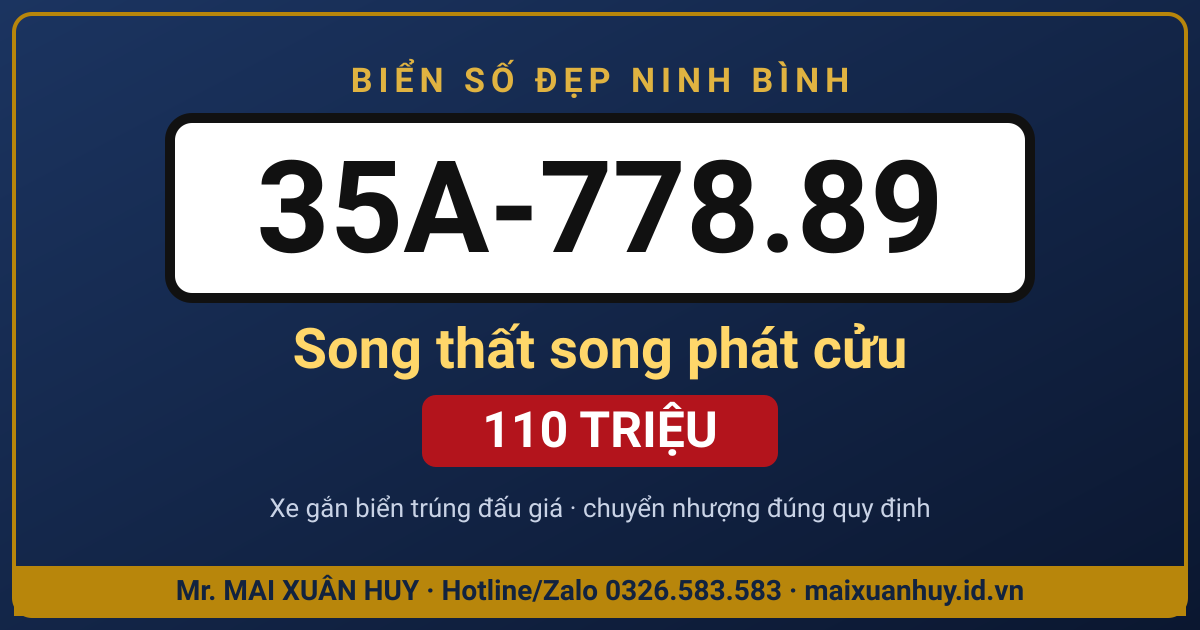 BIỂN SỐ ĐẸP NINH BÌNH
35A-778.89
Song thất song phát cửu
110 TRIỆU
Xe gắn biển trúng đấu giá · chuyển nhượng đúng quy định
Mr. MAI XUÂN HUY · Hotline/Zalo 0326.583.583 · maixuanhuy.id.vn